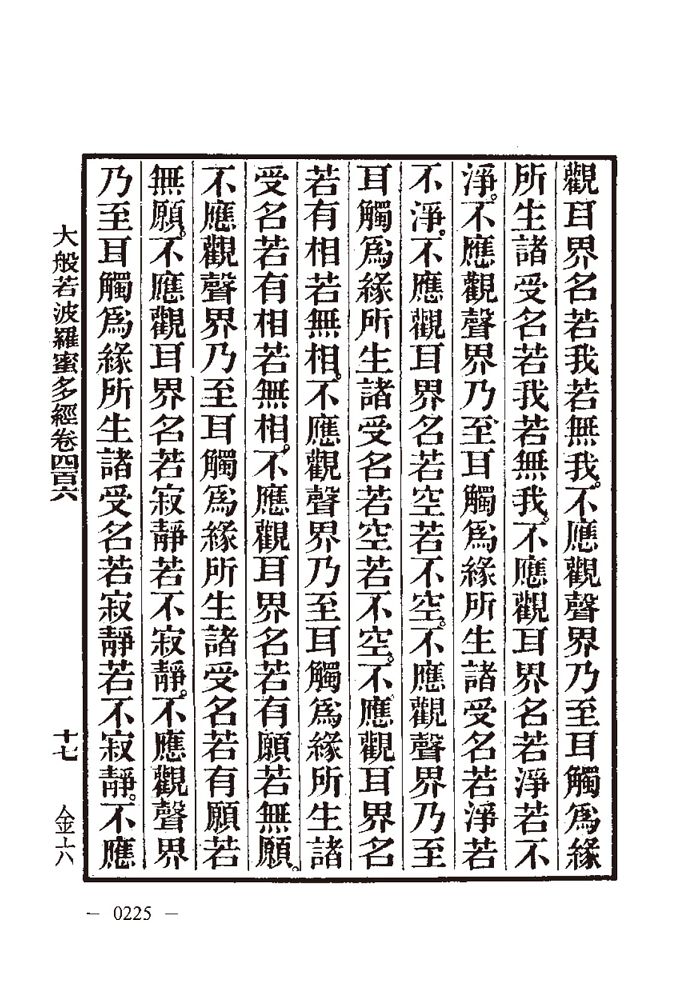 觀耳界名若我若無我。不應觀聲界乃至耳觸為緣
所生諸受名若我若無我。不應觀耳界名若淨若不
淨。不應觀聲界乃至耳觸為緣所生諸受名若淨若
不淨。不應觀耳界名若空若不空。不應觀聲界乃至
耳觸為緣所生諸受名若空若不空。不應觀耳界名
若有相若無相。不應觀聲界乃至耳觸為緣所生諸
受名若有相若無相。不應觀耳界名若有願若無願。
不應觀聲界乃至耳觸為緣所生諸受名若有願若
無願。不應觀耳界名若寂靜若不寂靜。不應觀聲界
乃至耳觸為緣所生諸受名若寂靜若不寂靜。不應
大般若波羅蜜多經卷四百六 十七 金六
— 0225 —